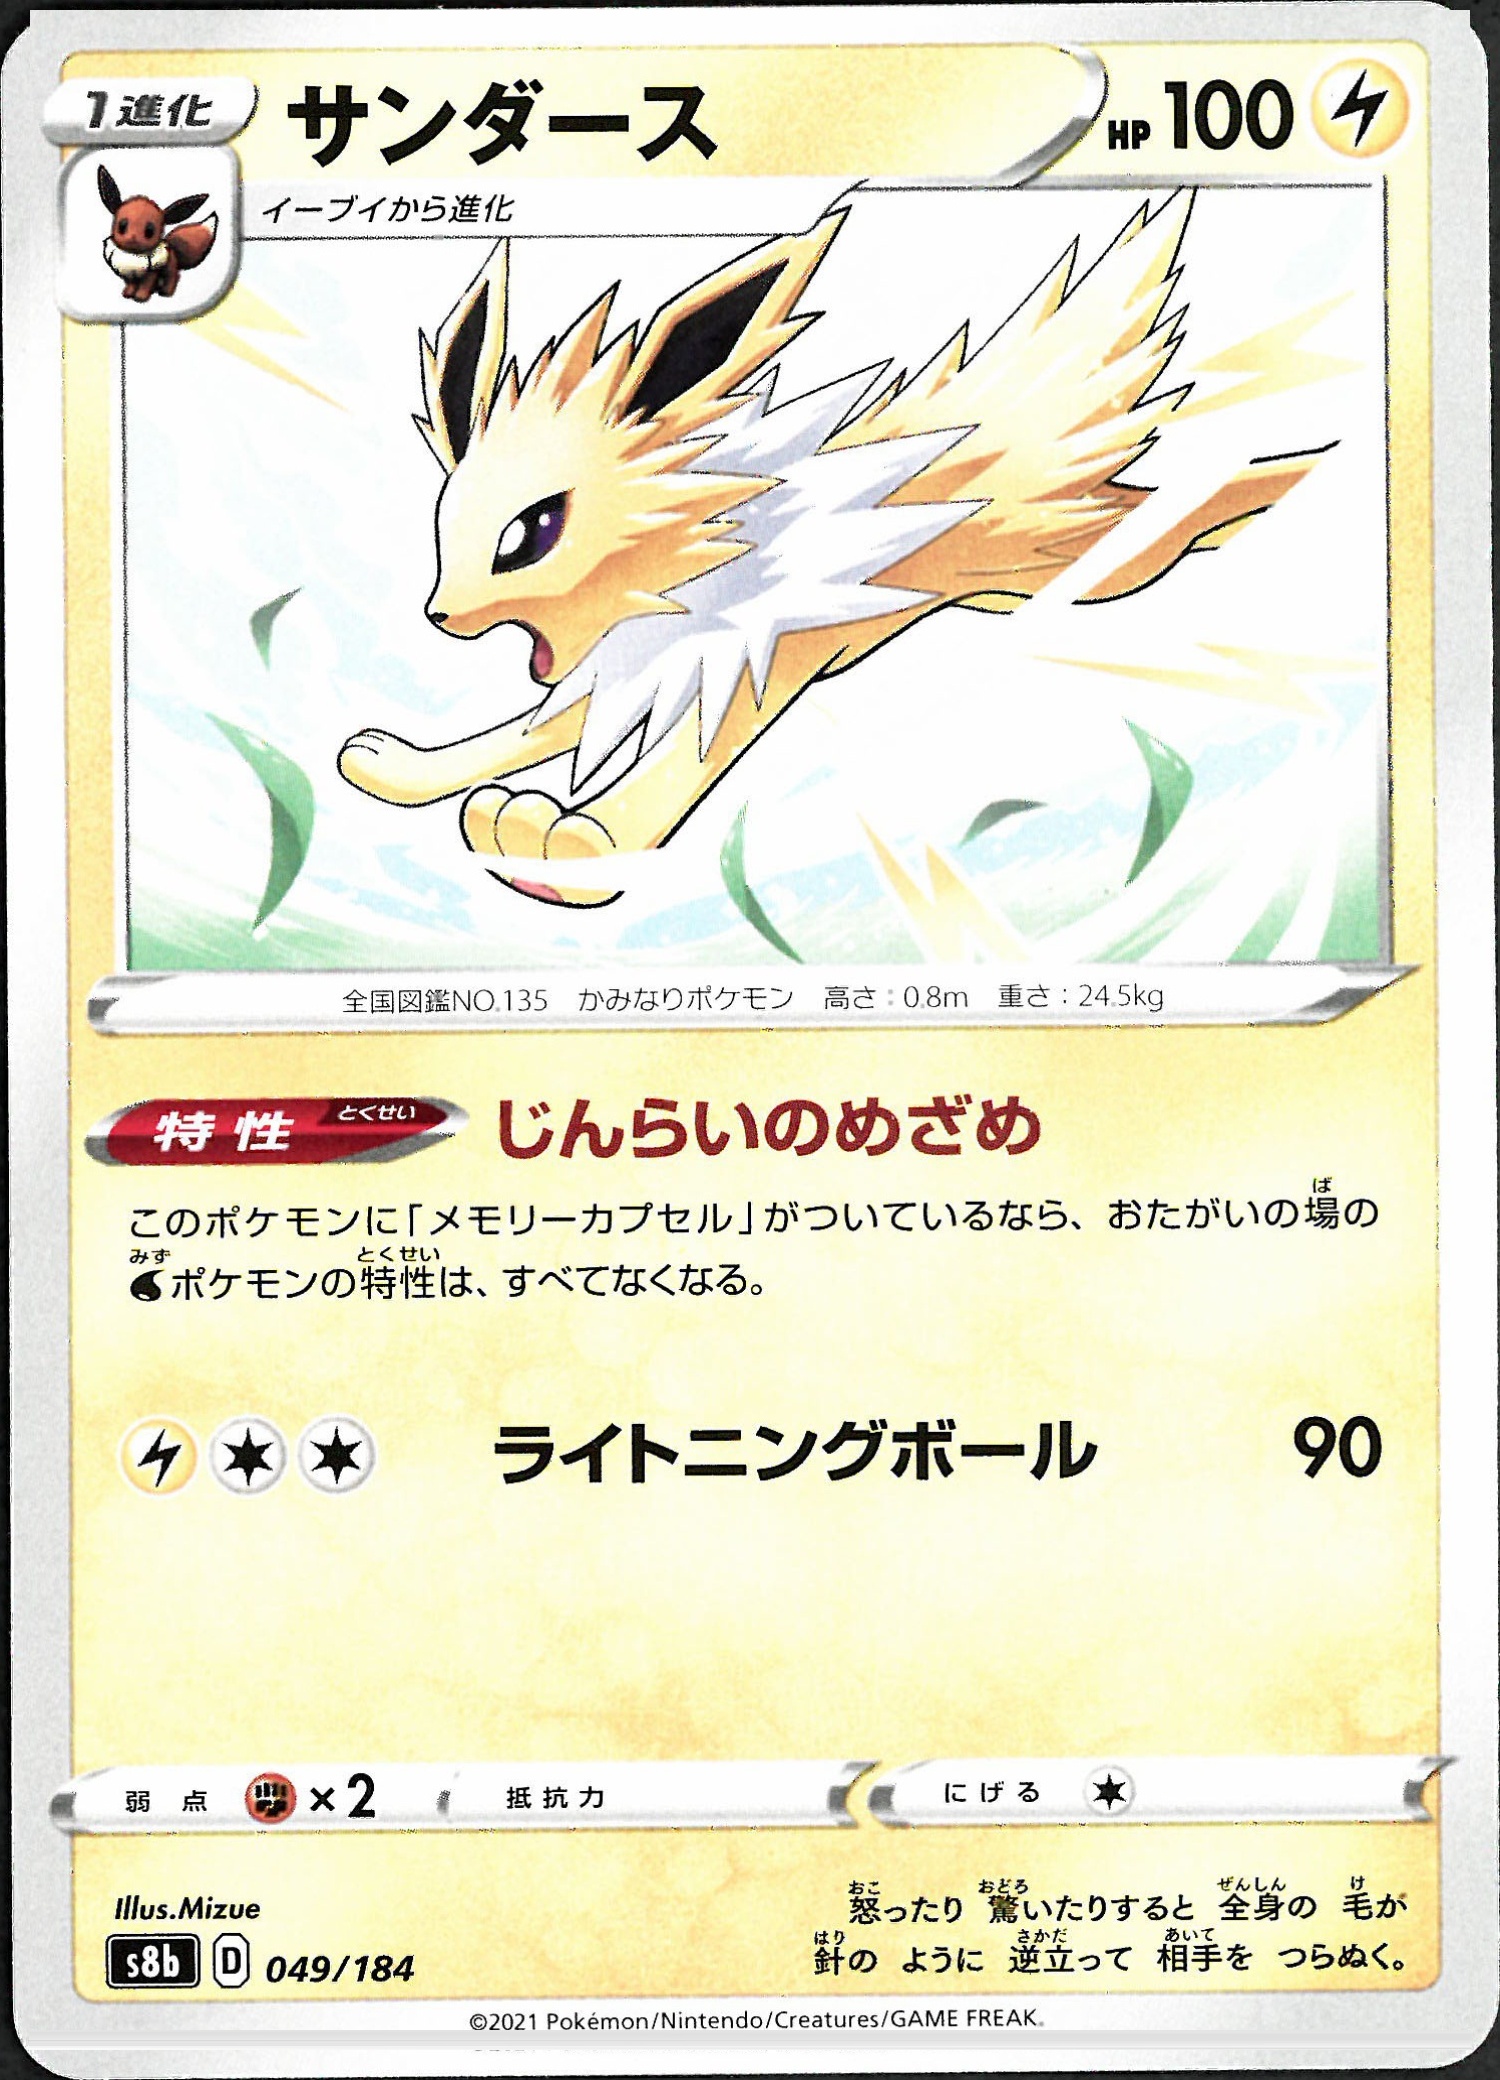 1進化
サンダース
HP 100
イーブイから進化
全国図鑑NO.135 かみなりポケモン 高さ：0.8m 重さ：24.5kg
特性 とくせい
じんらいのめざめ
このポケモンに「メモリーカプセル」がついているなら、おたがいの場の
ば
みず とくせい
ポケモンの特性は、すべてなくなる。
ライトニングボール 90
弱点 ×2 抵抗力 にげる
Illus.Mizue
s8b D 049/184
おこ おどろ ぜんしん け
怒ったり 驚いたりすると 全身の 毛が
はり さかだ あいて
針の ように 逆立って 相手を つらぬく。
©2021 Pokémon/Nintendo/Creatures/GAME FREAK.